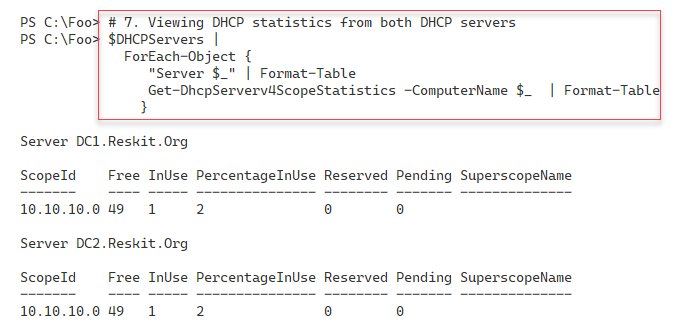 PS C:\Foo> # 7. Viewing DHCP statistics from both DHCP servers
PS C:\Foo> $DHCPServers |
  ForEach-Object {
     "Server $_" | Format-Table
     Get-DhcpServerv4ScopeStatistics -ComputerName $_  | Format-Table
    }

Server DC1.Reskit.Org

ScopeId    Free InUse PercentageInUse Reserved Pending SuperscopeName
-------    ---- ----- --------------- -------- ------- --------------
10.10.10.0 49   1     2               0        0

Server DC2.Reskit.Org

ScopeId    Free InUse PercentageInUse Reserved Pending SuperscopeName
-------    ---- ----- --------------- -------- ------- --------------
10.10.10.0 49   1     2               0        0